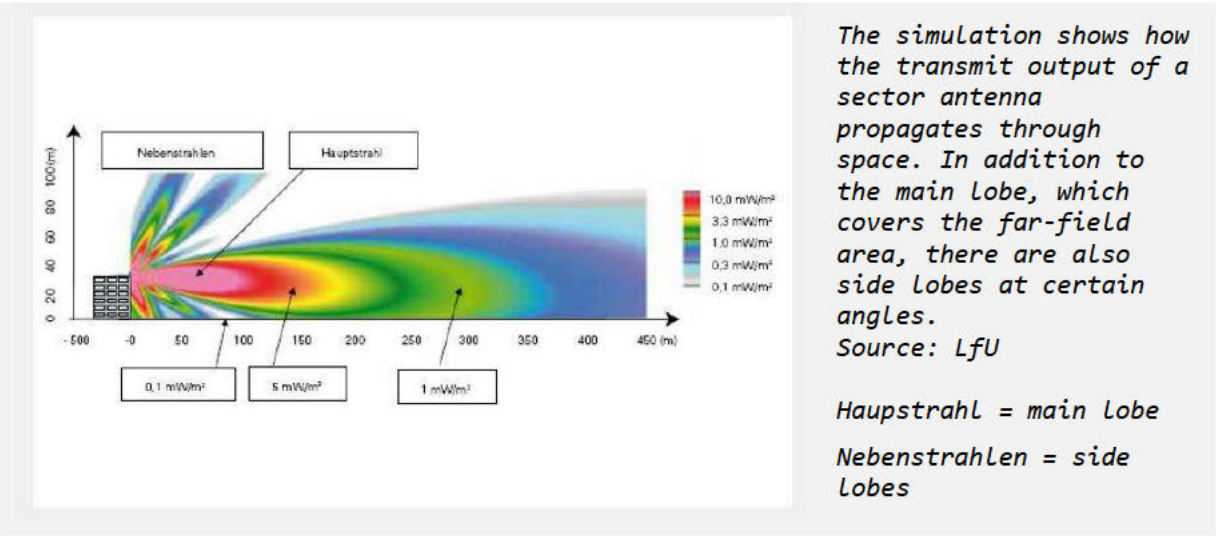 Nebenstrahlen
Hauptstrahl
100 (m)
80
60
40
20
0
-500
-0
50
100
150
200
250
300
350
400
450 (m)
10,0 mW/m²
3,3 mW/m²
1,0 mW/m²
0,3 mW/m²
0,1 mW/m²
0,1 mW/m²
5 mW/m²
1 mW/m²
The simulation shows how
the transmit output of a
sector antenna
propagates through
space. In addition to
the main lobe, which
covers the far-field
area, there are also
side lobes at certain
angles.
Source: LfU
Haupstrahl = main lobe
Nebenstrahlen = side
lobes